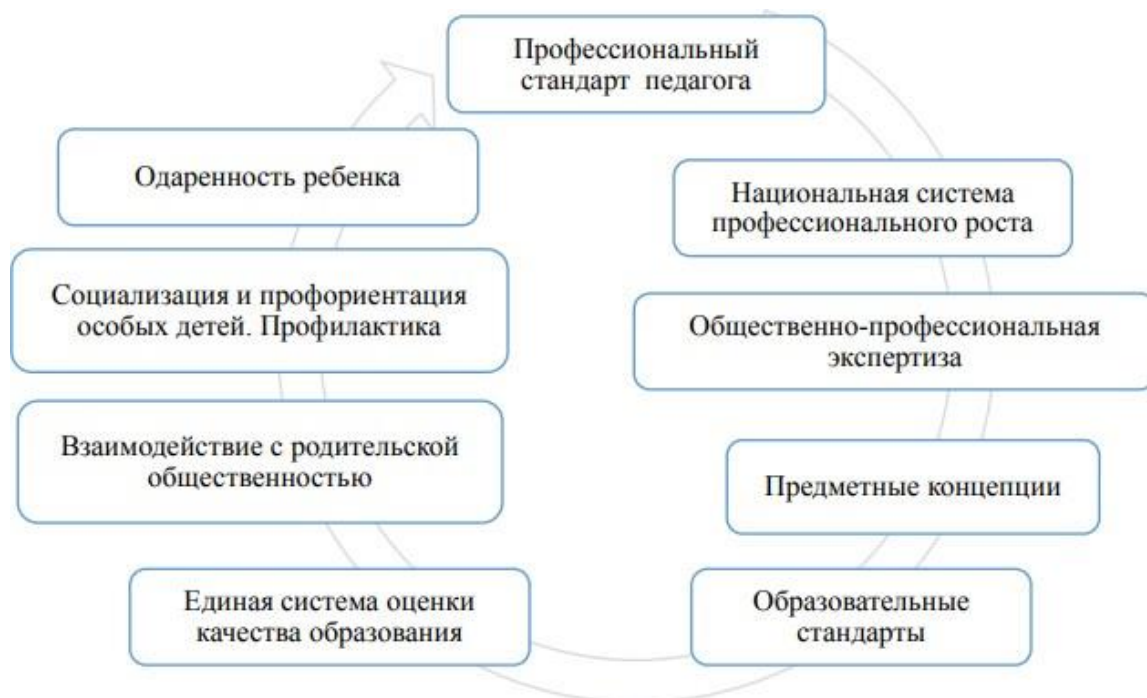 Профессиональный
стандарт педагога
Одаренность ребенка
Национальная система
профессионального роста
Социализация и профориентация
особых детей. Профилактика
Общественно-профессиональная
экспертиза
Взаимодействие с родительской
общественностью
Предметные концепции
Единая система оценки
качества образования
Образовательные
стандарты